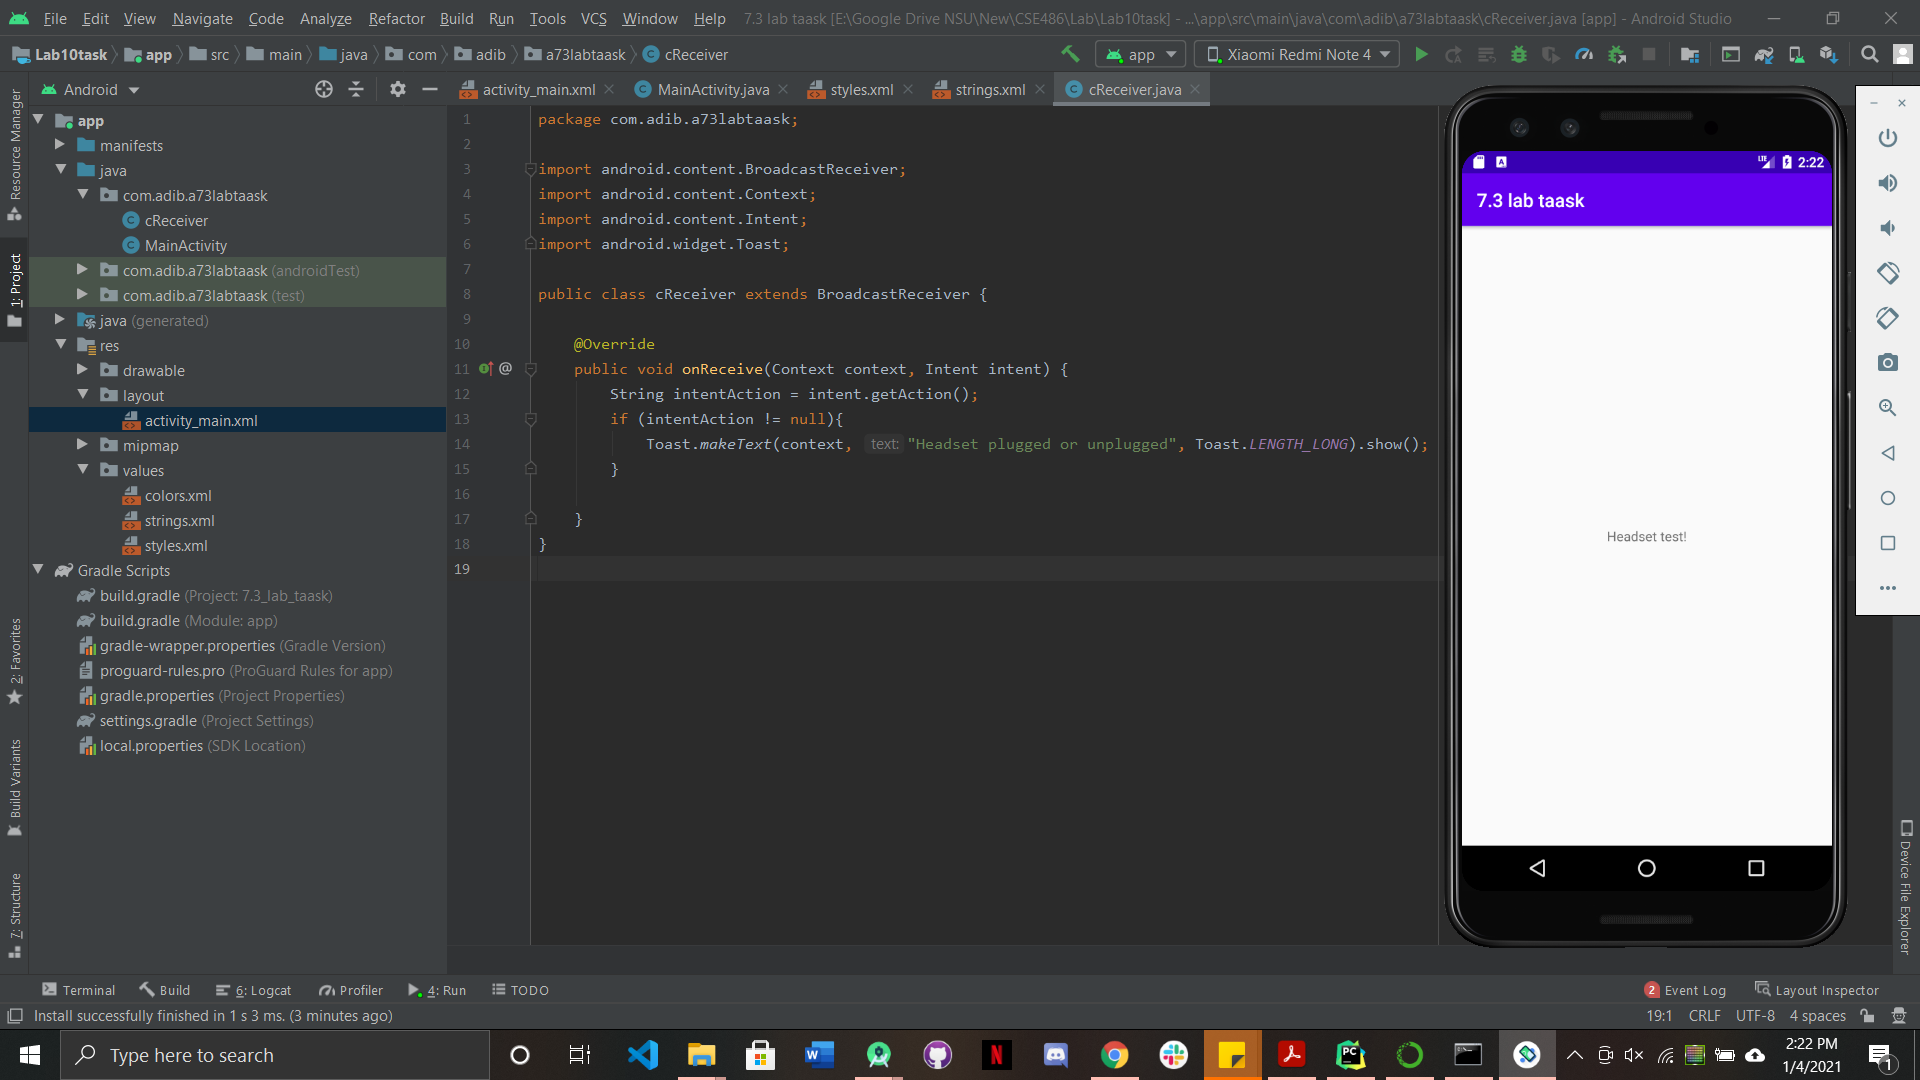 File Edit View Navigate Code Analyze Refactor Build Run Tools VCS Window Help 7.3 lab taask [E:\Google Drive NSU\New\CSE486\Lab\Lab10task] - ...\app\src\main\java\com\adib\a73labtaask\cReceiver.java [app] - Android Studio
Lab10task app src main java com adib a73labtaask cReceiver app Xiaomi Redmi Note 4
Android activity_main.xml MainActivity.java styles.xml strings.xml cReceiver.java
Resource Manager
1: Project
2: Favorites
Build Variants
7: Structure
app
manifests
java
com.adib.a73labtaask
cReceiver
MainActivity
com.adib.a73labtaask (androidTest)
com.adib.a73labtaask (test)
java (generated)
res
drawable
layout
activity_main.xml
mipmap
values
colors.xml
strings.xml
styles.xml
Gradle Scripts
build.gradle (Project: 7.3_lab_taask)
build.gradle (Module: app)
gradle-wrapper.properties (Gradle Version)
proguard-rules.pro (ProGuard Rules for app)
gradle.properties (Project Properties)
settings.gradle (Project Settings)
local.properties (SDK Location)
1 package com.adib.a73labtaask;
2
3 import android.content.BroadcastReceiver;
4 import android.content.Context;
5 import android.content.Intent;
6 import android.widget.Toast;
7
8 public class cReceiver extends BroadcastReceiver {
9
10 @Override
11 public void onReceive(Context context, Intent intent) {
12 String intentAction = intent.getAction();
13 if (intentAction != null){
14 Toast.makeText(context, text: "Headset plugged or unplugged", Toast.LENGTH_LONG).show();
15 }
16
17 }
18 }
19
LTE 2:22
7.3 lab taask
Headset test!
Device File Explorer
Terminal Build 6: Logcat Profiler 4: Run TODO 2 Event Log Layout Inspector
Install successfully finished in 1 s 3 ms. (3 minutes ago) 19:1 CRLF UTF-8 4 spaces
Type here to search
2:22 PM
1/4/2021
1